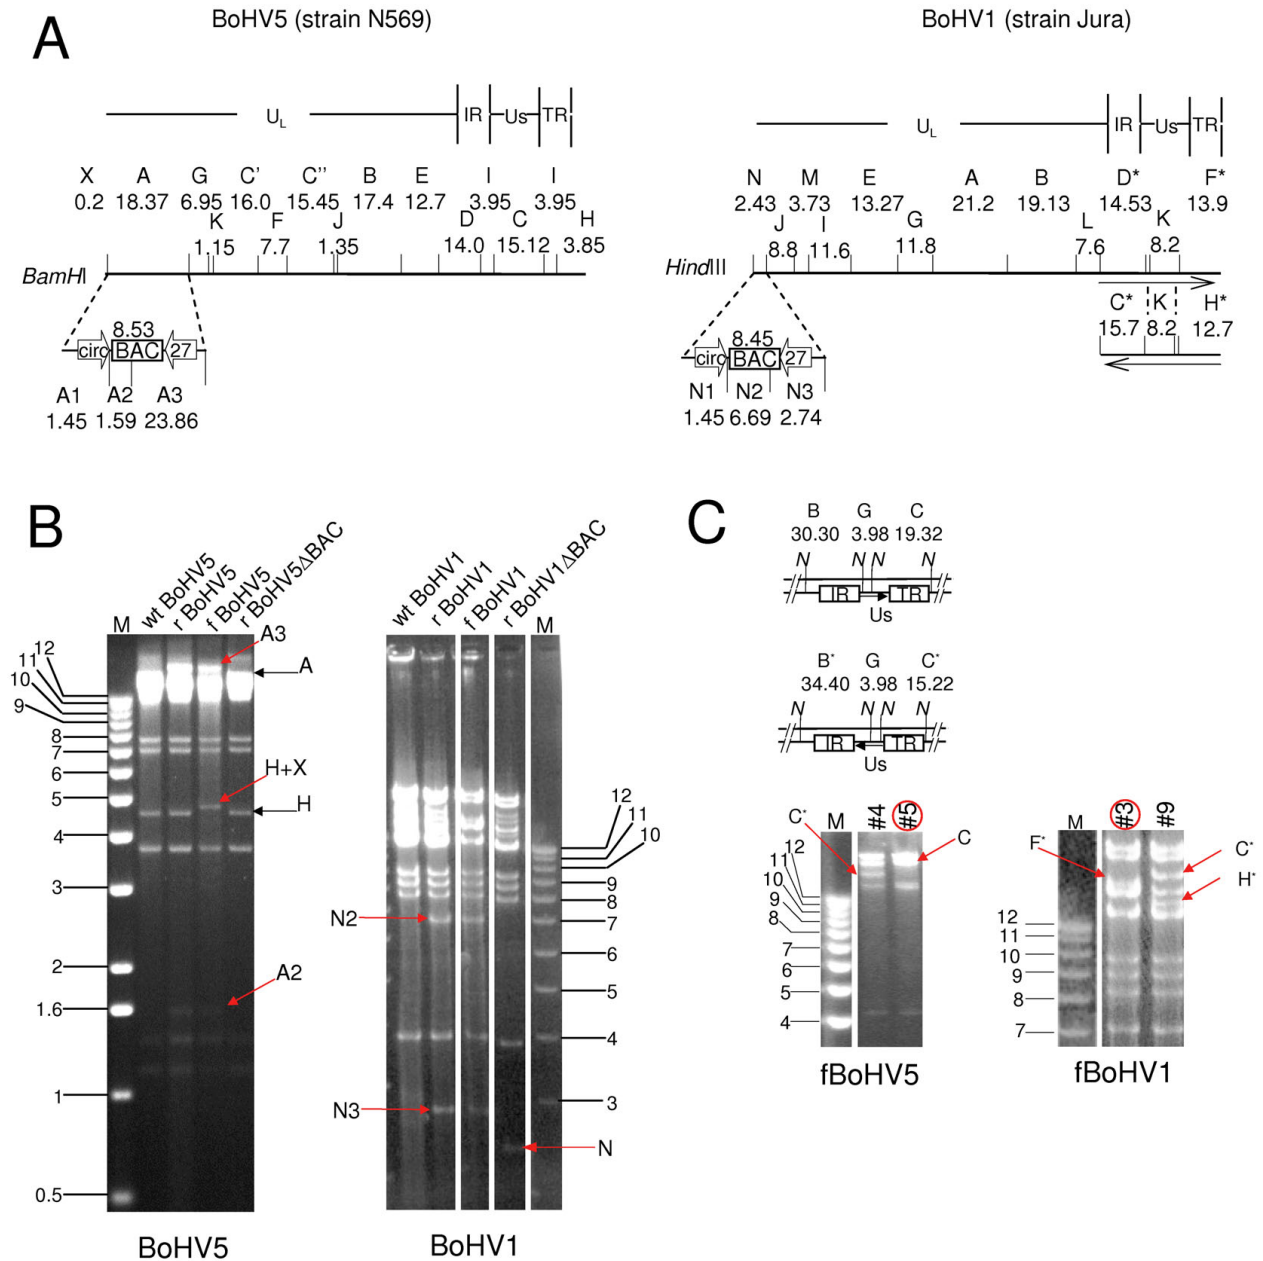 A
BoHV5 (strain N569)
BoHV1 (strain Jura)
UL IR Us TR
X A G C' C'' B E I I
0.2 18.37 6.95 16.0 15.45 17.4 12.7 3.95 3.95
K F J D C H
1.15 7.7 1.35 14.0 15.12 3.85
BamHI
8.53
circ BAC 27
A1 A2 A3
1.45 1.59 23.86
UL IR Us TR
N M E A B D* F*
2.43 3.73 13.27 21.2 19.13 14.53 13.9
J I G L K
8.8 11.6 11.8 7.6 8.2
HindIII
C* K H*
15.7 8.2 12.7
8.45
circ BAC 27
N1 N2 N3
1.45 6.69 2.74
B
M wt BoHV5 r BoHV5 f BoHV5 r BoHV5ΔBAC
12
11
10
9
8
7
6
5
4
3
2
1.6
1
0.5
A3
A
H+X
H
A2
BoHV5
wt BoHV1 r BoHV1 f BoHV1 r BoHV1ΔBAC M
N2
N3
12
11
10
9
8
7
6
5
4
3
N
BoHV1
C
B G C
30.30 3.98 19.32
N N N N
IR TR
Us
B* G C*
34.40 3.98 15.22
N N N N
IR TR
Us
M #4 #5
C*
C
12
11
10
9
8
7
6
5
4
fBoHV5
M #3 #9
F*
C*
H*
12
11
10
9
8
7
fBoHV1